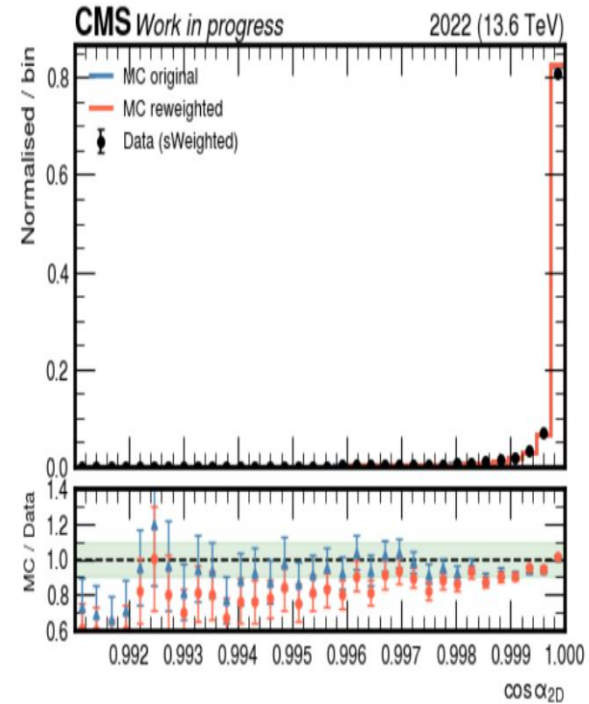 CMS Work in progress 2022 (13.6 TeV)
Normalised / bin
0.8
0.6
0.4
0.2
0.0
MC original
MC reweighted
Data (sWeighted)
MC / Data
1.4
1.2
1.0
0.8
0.6
0.992 0.993 0.994 0.995 0.996 0.997 0.998 0.999 1.000
cos α2D